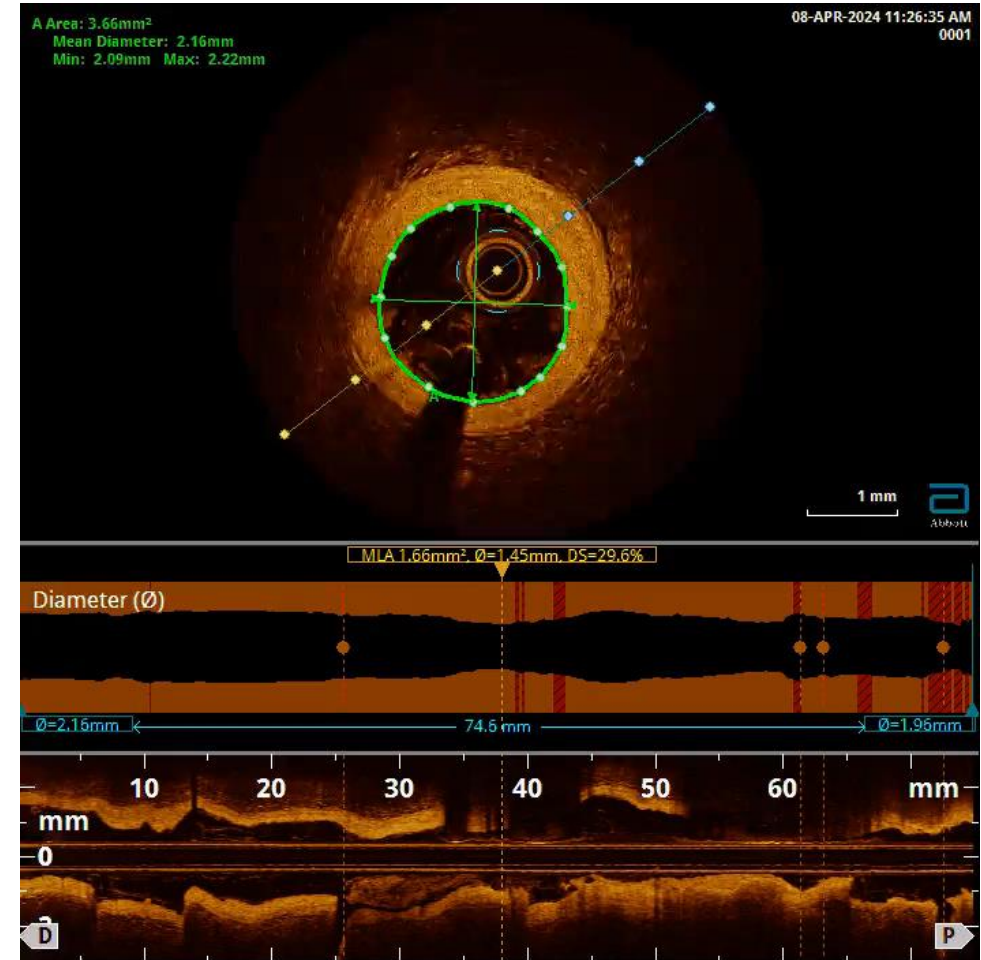 A Area: 3.66mm²
Mean Diameter: 2.16mm
Min: 2.09mm Max: 2.22mm
08-APR-2024 11:26:35 AM
0001
A
1 mm
Abbott
MLA 1.66mm², Ø=1.45mm, DS=29.6%
Diameter (Ø)
Ø=2.16mm 74.6 mm Ø=1.96mm
10 20 30 40 50 60 mm
mm
0
D P